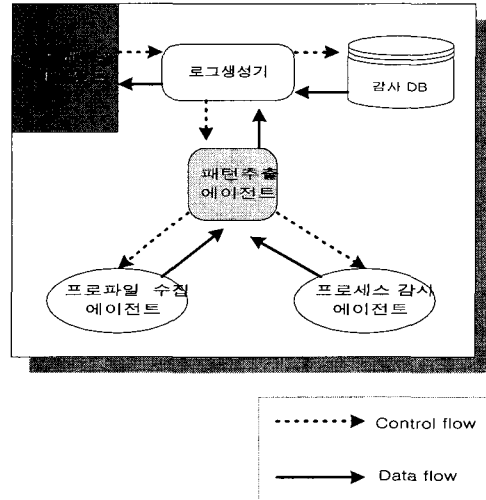 로그생성기
감사 DB
패턴추출
에이전트
프로파일 수집
에이전트
프로세스 감사
에이전트
Control flow
Data flow